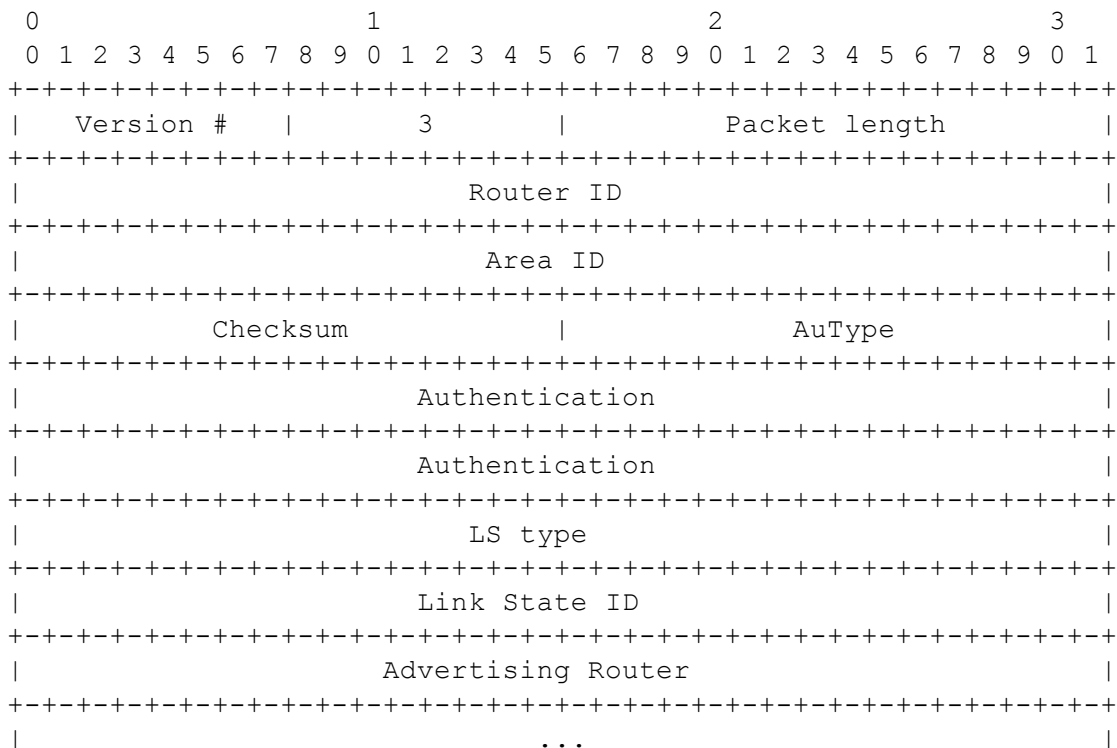 0                   1                   2                   3
 0 1 2 3 4 5 6 7 8 9 0 1 2 3 4 5 6 7 8 9 0 1 2 3 4 5 6 7 8 9 0 1
+-+-+-+-+-+-+-+-+-+-+-+-+-+-+-+-+-+-+-+-+-+-+-+-+-+-+-+-+-+-+-+-+
|   Version #   |       3       |         Packet length         |
+-+-+-+-+-+-+-+-+-+-+-+-+-+-+-+-+-+-+-+-+-+-+-+-+-+-+-+-+-+-+-+-+
|                          Router ID                            |
+-+-+-+-+-+-+-+-+-+-+-+-+-+-+-+-+-+-+-+-+-+-+-+-+-+-+-+-+-+-+-+-+
|                           Area ID                             |
+-+-+-+-+-+-+-+-+-+-+-+-+-+-+-+-+-+-+-+-+-+-+-+-+-+-+-+-+-+-+-+-+
|           Checksum            |             AuType            |
+-+-+-+-+-+-+-+-+-+-+-+-+-+-+-+-+-+-+-+-+-+-+-+-+-+-+-+-+-+-+-+-+
|                       Authentication                          |
+-+-+-+-+-+-+-+-+-+-+-+-+-+-+-+-+-+-+-+-+-+-+-+-+-+-+-+-+-+-+-+-+
|                       Authentication                          |
+-+-+-+-+-+-+-+-+-+-+-+-+-+-+-+-+-+-+-+-+-+-+-+-+-+-+-+-+-+-+-+-+
|                          LS type                              |
+-+-+-+-+-+-+-+-+-+-+-+-+-+-+-+-+-+-+-+-+-+-+-+-+-+-+-+-+-+-+-+-+
|                       Link State ID                           |
+-+-+-+-+-+-+-+-+-+-+-+-+-+-+-+-+-+-+-+-+-+-+-+-+-+-+-+-+-+-+-+-+
|                     Advertising Router                        |
+-+-+-+-+-+-+-+-+-+-+-+-+-+-+-+-+-+-+-+-+-+-+-+-+-+-+-+-+-+-+-+-+
|                              ...                              |